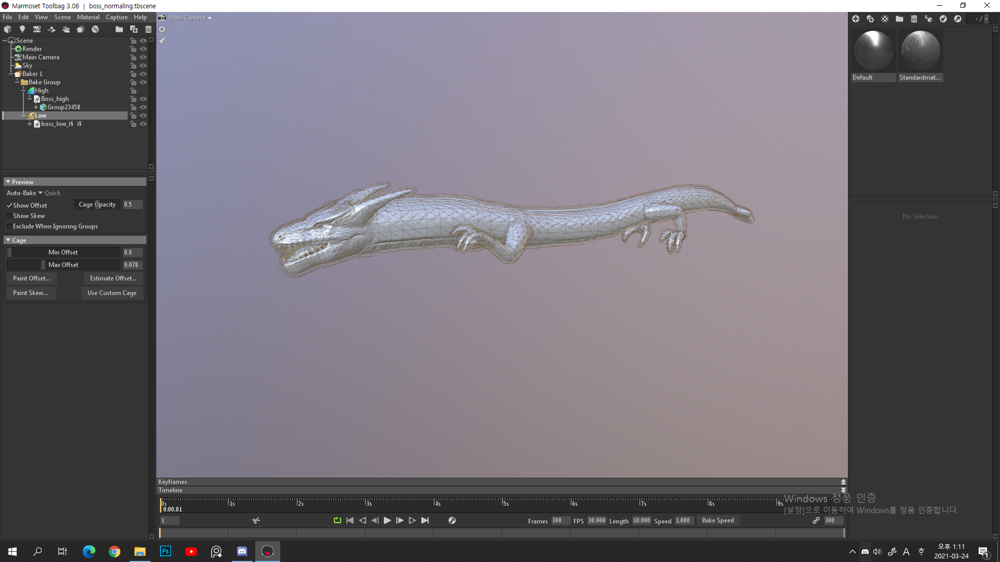 Marmoset Toolbag 3.06 | boss_normaling.tbscene
File Edit View Scene Material Capture Help
Main Camera
- / +
Scene
Render
Main Camera
Sky
Baker 1
Bake Group
High
Boss_high
Group23458
Low
boss_low_ì§ ì§
Default
Standardmat...
Preview
Auto-Bake Quick
Show Offset Cage Opacity 0.5
Show Skew
Exclude When Ignoring Groups
Cage
Min Offset 0.0
Max Offset 0.078
Paint Offset... Estimate Offset...
Paint Skew... Use Custom Cage
No Selection
Keyframes
Timeline
0s 1s 2s 3s 4s 5s 6s 7s 8s 9s
0:00.01
1 Frames 300 FPS 30.000 Length 10.000 Speed 1.000 Bake Speed 300
Windows 정품 인증
[설정]으로 이동하여 Windows를 정품 인증합니다.
Ps
A 오후 1:11
2021-03-24
1